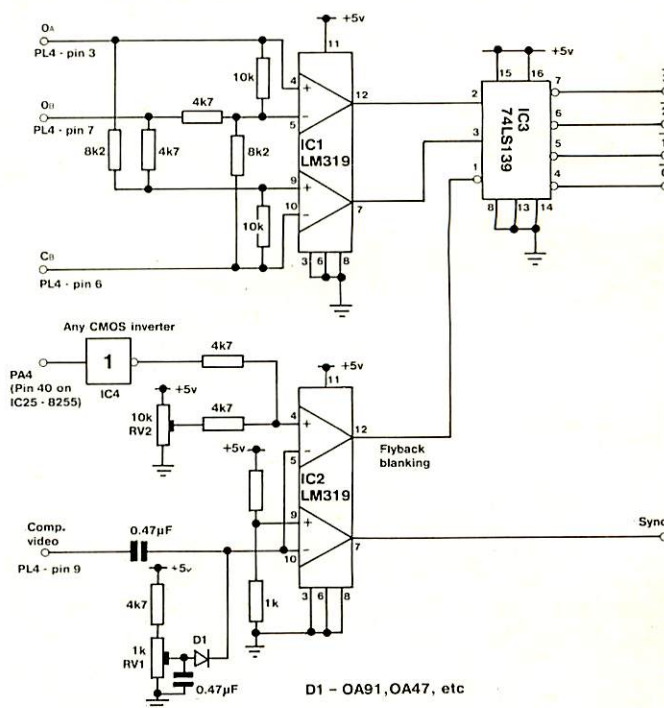 +5v
ØA
PL4 - pin 3
11
+5v
15
16
10k
4
12
2
7
ØB
PL4 - pin 7
4k7
5
IC1
LM319
3
IC3
74LS139
6
5
8k2
4k7
8k2
9
1
4
10
7
8
13
14
10k
3
6
8
CB
PL4 - pin 6
Any CMOS inverter
4k7
+5v
11
PA4
(Pin 40 on
IC25 - 8255)
1
IC4
+5v
4
12
10k
RV2
4k7
5
Flyback
blanking
+5v
IC2
LM319
9
Comp.
video
0.47µF
10
7
Sync
PL4 - pin 9
+5v
3
6
8
4k7
1k
D1
1k
RV1
0.47µF
D1 - OA91, OA47, etc